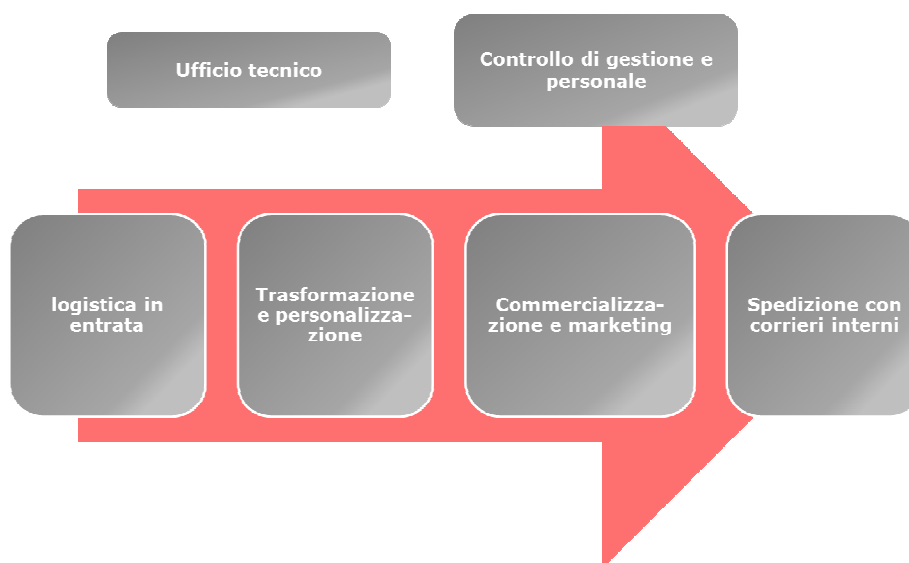 Ufficio tecnico
Controllo di gestione e
personale
logistica in
entrata
Trasformazione
e personalizza-
zione
Commercializza-
zione e marketing
Spedizione con
corrieri interni